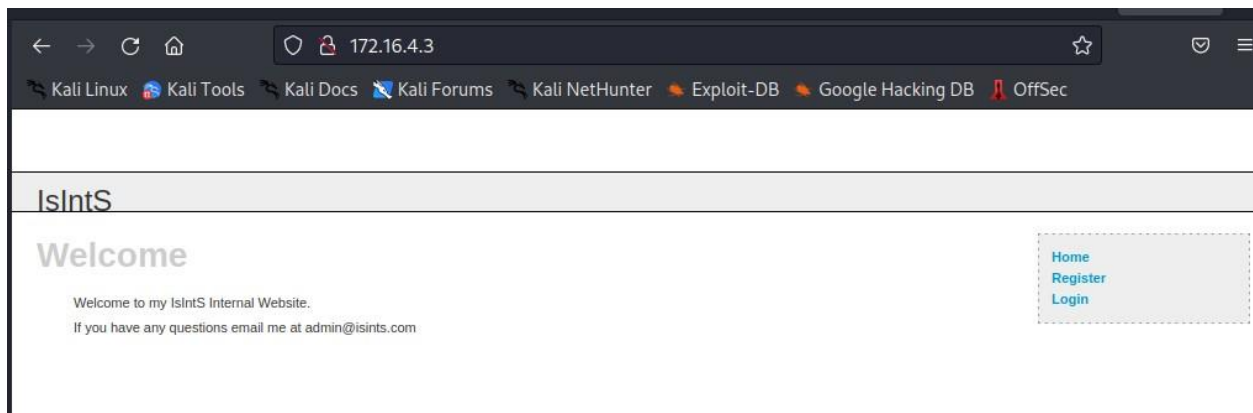 172.16.4.3
Kali Linux Kali Tools Kali Docs Kali Forums Kali NetHunter Exploit-DB Google Hacking DB OffSec
IsIntS
Welcome
Welcome to my IsIntS Internal Website.
If you have any questions email me at admin@isints.com
Home
Register
Login